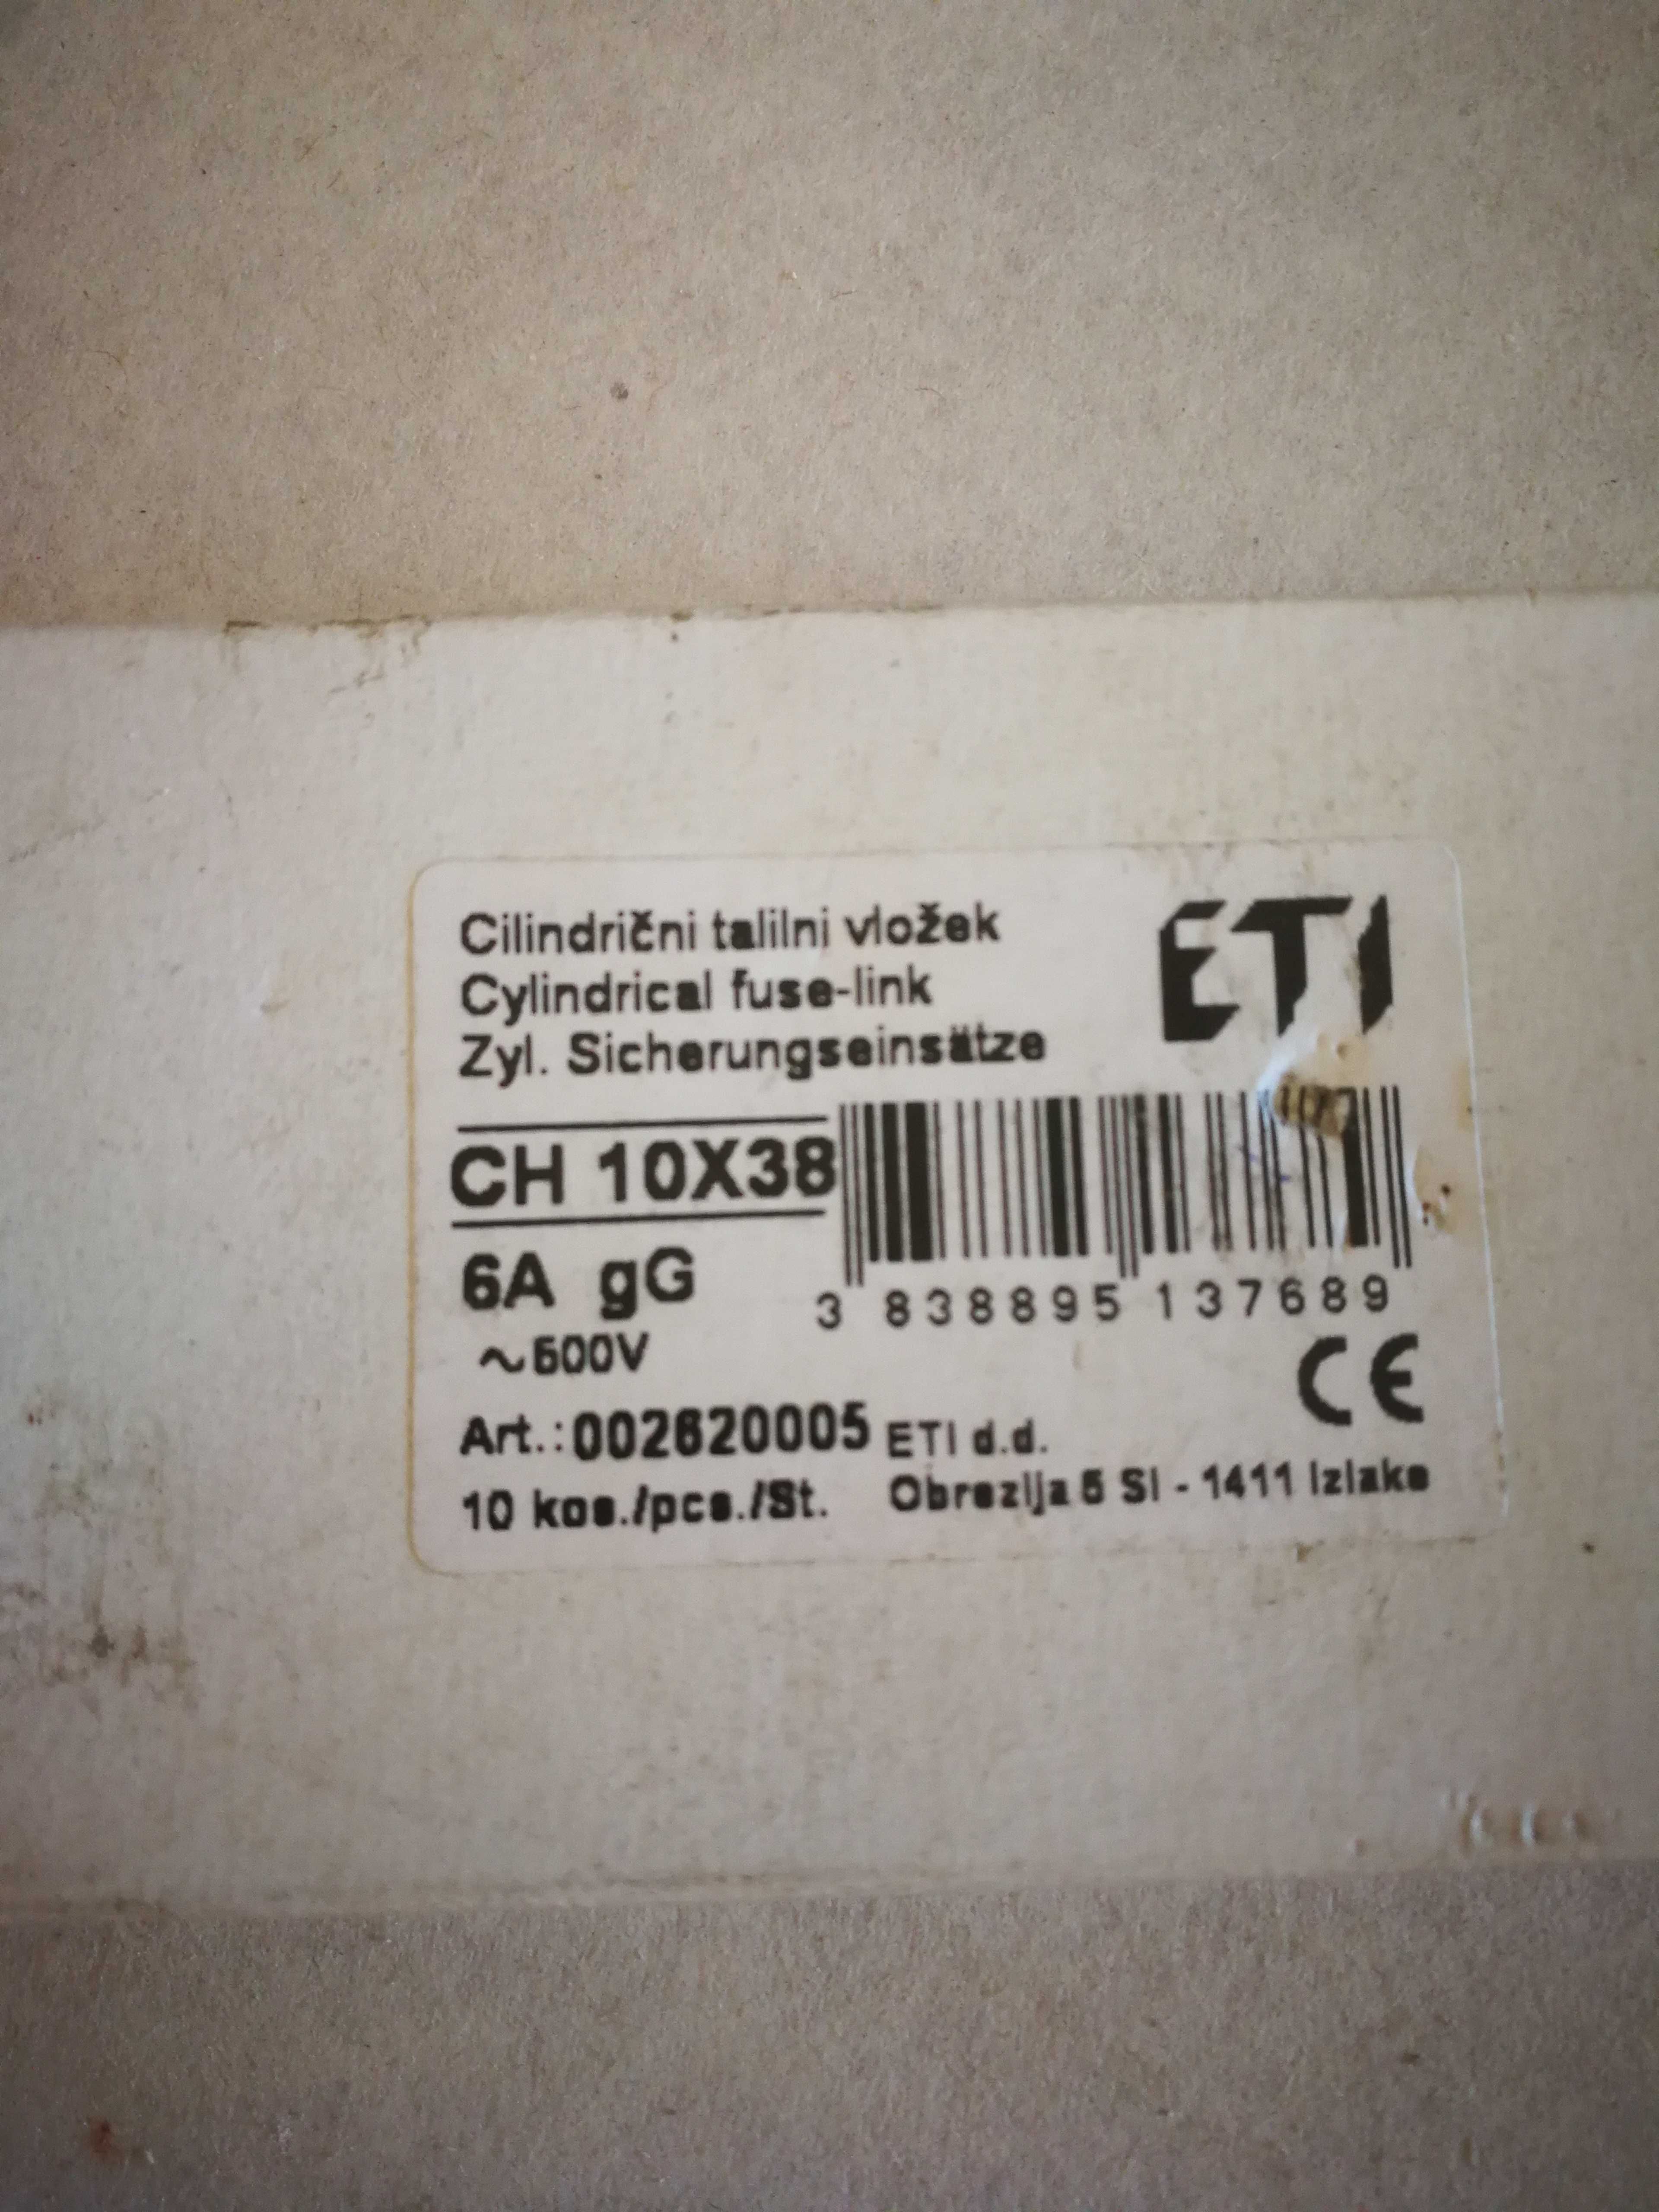 Cilindrični talilni vložek
Cylindrical fuse-link
Zyl. Sicherungseinsätze
ETI
CH 10X38
6A gG
~500V
3 838895 137689
CE
Art.:002620005 ETI d.d.
10 kos./pcs./St. Obrezija 5 SI - 1411 Izlake